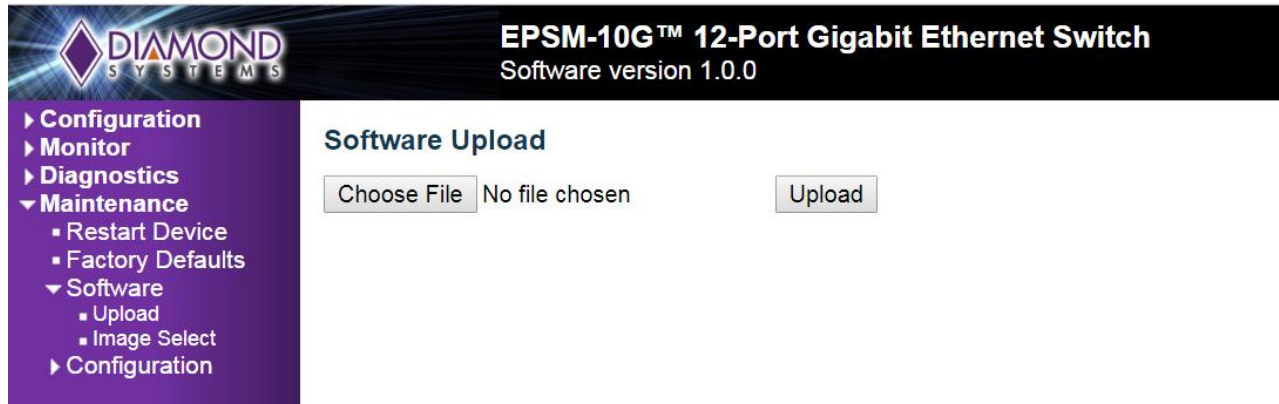 DIAMOND
SYSTEMS
EPSM-10G™ 12-Port Gigabit Ethernet Switch
Software version 1.0.0
Configuration
Monitor
Diagnostics
Maintenance
Restart Device
Factory Defaults
Software
Upload
Image Select
Configuration
Software Upload
Choose File No file chosen Upload